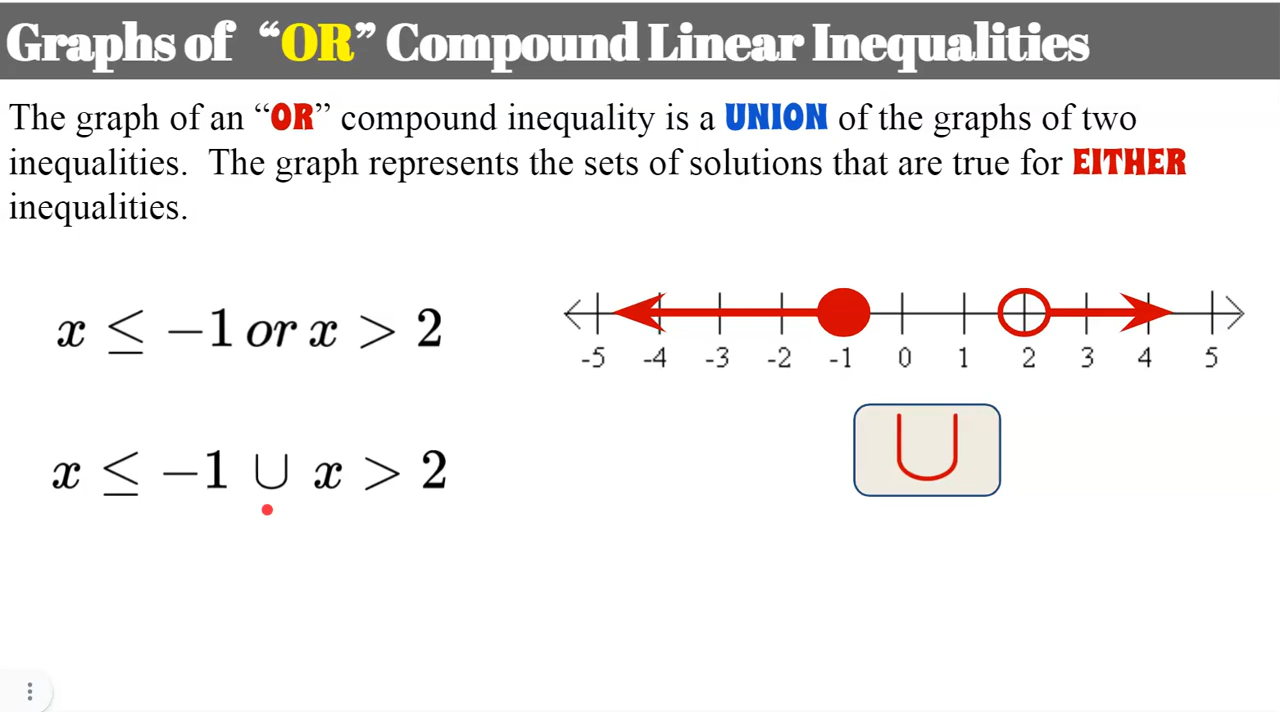 Graphs of “OR” Compound Linear Inequalities
The graph of an “OR” compound inequality is a UNION of the graphs of two
inequalities. The graph represents the sets of solutions that are true for EITHER
inequalities.
x ≤ −1 or x > 2
-5 -4 -3 -2 -1 0 1 2 3 4 5
∪
x ≤ −1 ∪ x > 2